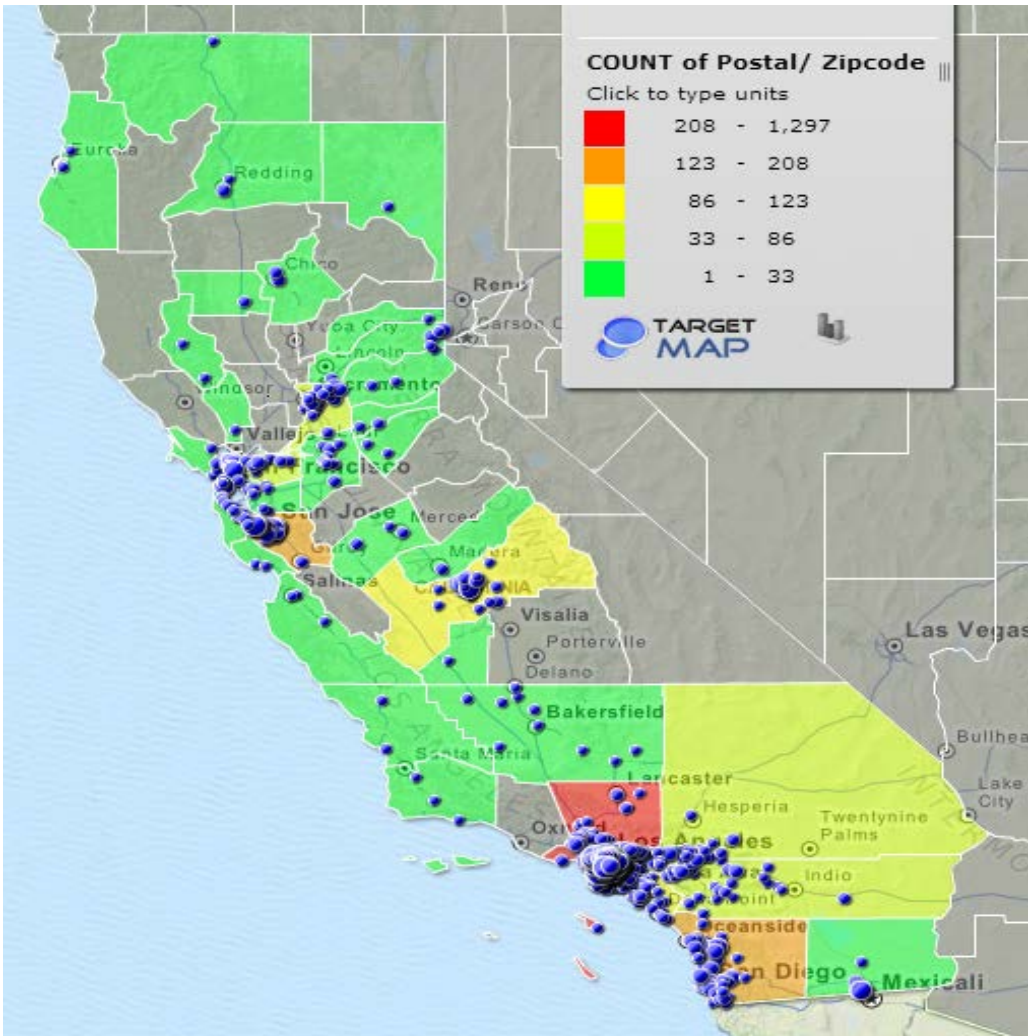 COUNT of Postal/ Zipcode
Click to type units
208 - 1,297
123 - 208
86 - 123
33 - 86
1 - 33
TARGET
MAP
Eureka
Redding
Chico
Reno
Carson C
Yuba City
Lincoln
Sacramento
Windsor
Vallejo
San Francisco
San Jose
Merced
Gilroy
Madera
Salinas
CALIFORNIA
Visalia
Porterville
Delano
Las Vegas
Bakersfield
Bullhea
Santa Maria
Lancaster
Lake
City
Hesperia
Twentynine
Palms
Oxnard
Los Angeles
Indio
Oceanside
San Diego
Mexicali
LOS ANGELES